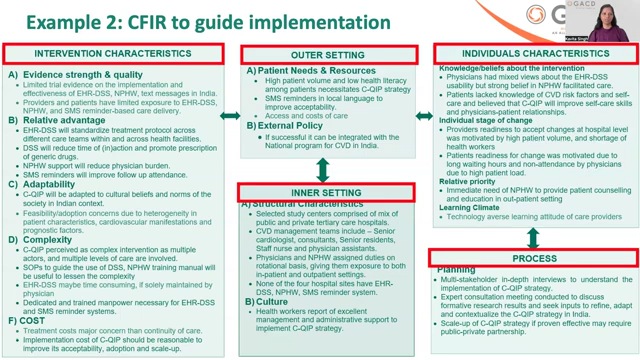 Example 2: CFIR to guide implementation
G
GACD
Kavita Singh
INTERVENTION CHARACTERISTICS
A) Evidence strength & quality
• Limited trial evidence on the implementation and
effectiveness of EHR-DSS, NPHW, text messages in India.
• Providers and patients have limited exposure to EHR-DSS,
NPHW, and SMS reminder-based care delivery.
B) Relative advantage
• EHR-DSS will standardize treatment protocol across
different care teams within and across health facilities.
• DSS will reduce time of (in)action and promote prescription
of generic drugs.
• NPHW support will reduce physician burden.
• SMS reminders will improve follow up attendance.
C) Adaptability
• C-QIP will be adapted to cultural beliefs and norms of the
society in Indian context.
• Feasibility/adoption concerns due to heterogeneity in
patient characteristics, cardiovascular manifestations and
prognostic factors.
D) Complexity
• C-QIP perceived as complex intervention as multiple
actors, and multiple levels of care are involved.
• SOPs to guide the use of DSS, NPHW training manual will
be useful to lessen the complexity
• EHR-DSS maybe time consuming, if solely maintained by
physician
• Dedicated and trained manpower necessary for EHR-DSS
and SMS reminder systems.
F) COST
• Treatment costs major concern than continuity of care.
• Implementation cost of C-QIP should be reasonable to
improve its acceptability, adoption and scale-up.
OUTER SETTING
A) Patient Needs & Resources
• High patient volume and low health literacy
among patients necessitates C-QIP strategy
• SMS reminders in local language to
improve acceptability.
• Access and costs of care
B) External Policy
• If successful it can be integrated with the
National program for CVD in India.
INNER SETTING
A) Structural Characteristics
• Selected study centers comprised of mix of
public and private tertiary care hospitals.
• CVD management teams include – Senior
cardiologist, consultants, Senior residents,
Staff nurse and physician assistants.
• Physicians and NPHW assigned duties on
rotational basis, giving them exposure to both
in-patient and outpatient settings.
• None of the four hospital sites have EHR-
DSS, NPHW, SMS reminder system.
B) Culture
• Health workers report of excellent
management and administrative support to
implement C-QIP strategy.
INDIVIDUALS CHARACTERISTICS
Knowledge/beliefs about the intervention
• Physicians had mixed views about the EHR-DSS
usability but strong belief in NPHW facilitated care.
• Patients lacked knowledge of CVD risk factors and self-
care and believed that C-QIP will improve self-care skills
and physicians-patient relationships.
Individual stage of change
• Providers readiness to accept changes at hospital level
was motivated by high patient volume, and shortage of
health workers
• Patients readiness for change was motivated due to
long waiting hours and non-attendance by physicians
due to high patient load.
Relative priority
• Immediate need of NPHW to provide patient counselling
and education in out-patient setting
Learning Climate
• Technology averse learning attitude of care providers
PROCESS
Planning
• Multi-stakeholder in-depth interviews to understand the
implementation of C-QIP strategy.
• Expert consultation meeting conducted to discuss
formative research results and seek inputs to refine, adapt
and contextualize the C-QIP strategy in India.
• Scale-up of C-QIP strategy if proven effective may require
public-private partnership.